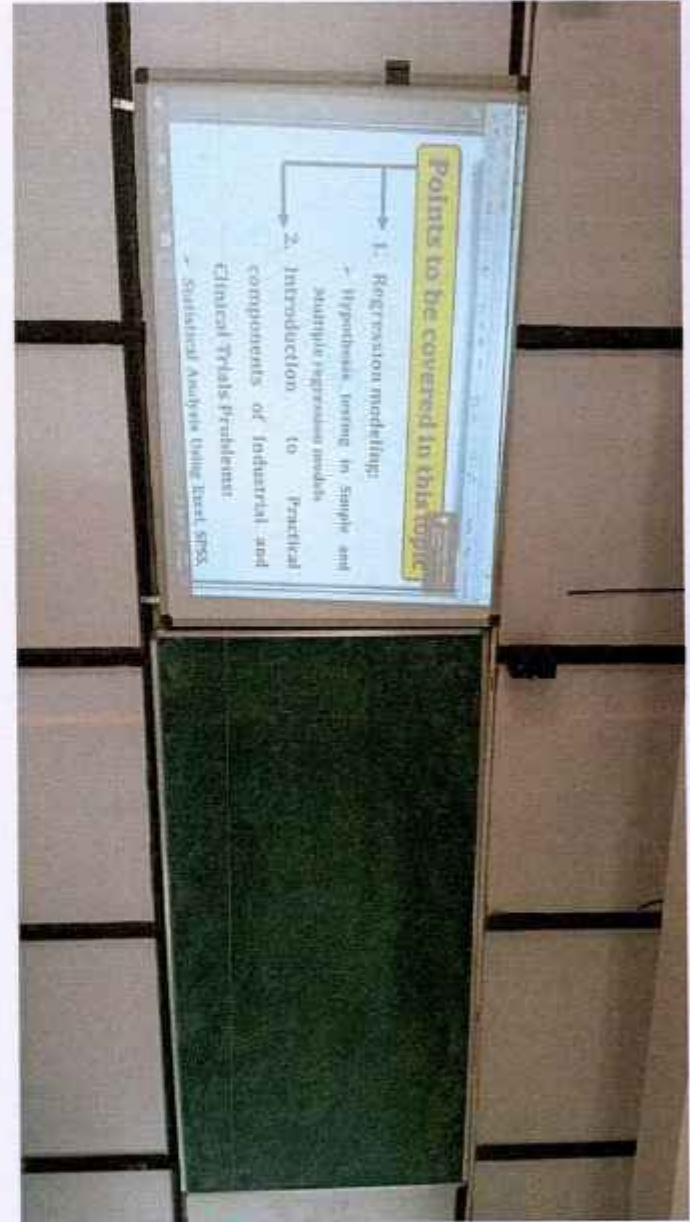 Points to be covered in this topic
1. Regression modeling:
➢ Hypothesis testing in Simple and
Multiple regression models
2. Introduction to Practical
components of Industrial and
Clinical Trials Problems:
➢ Statistical Analysis Using Excel, SPSS,